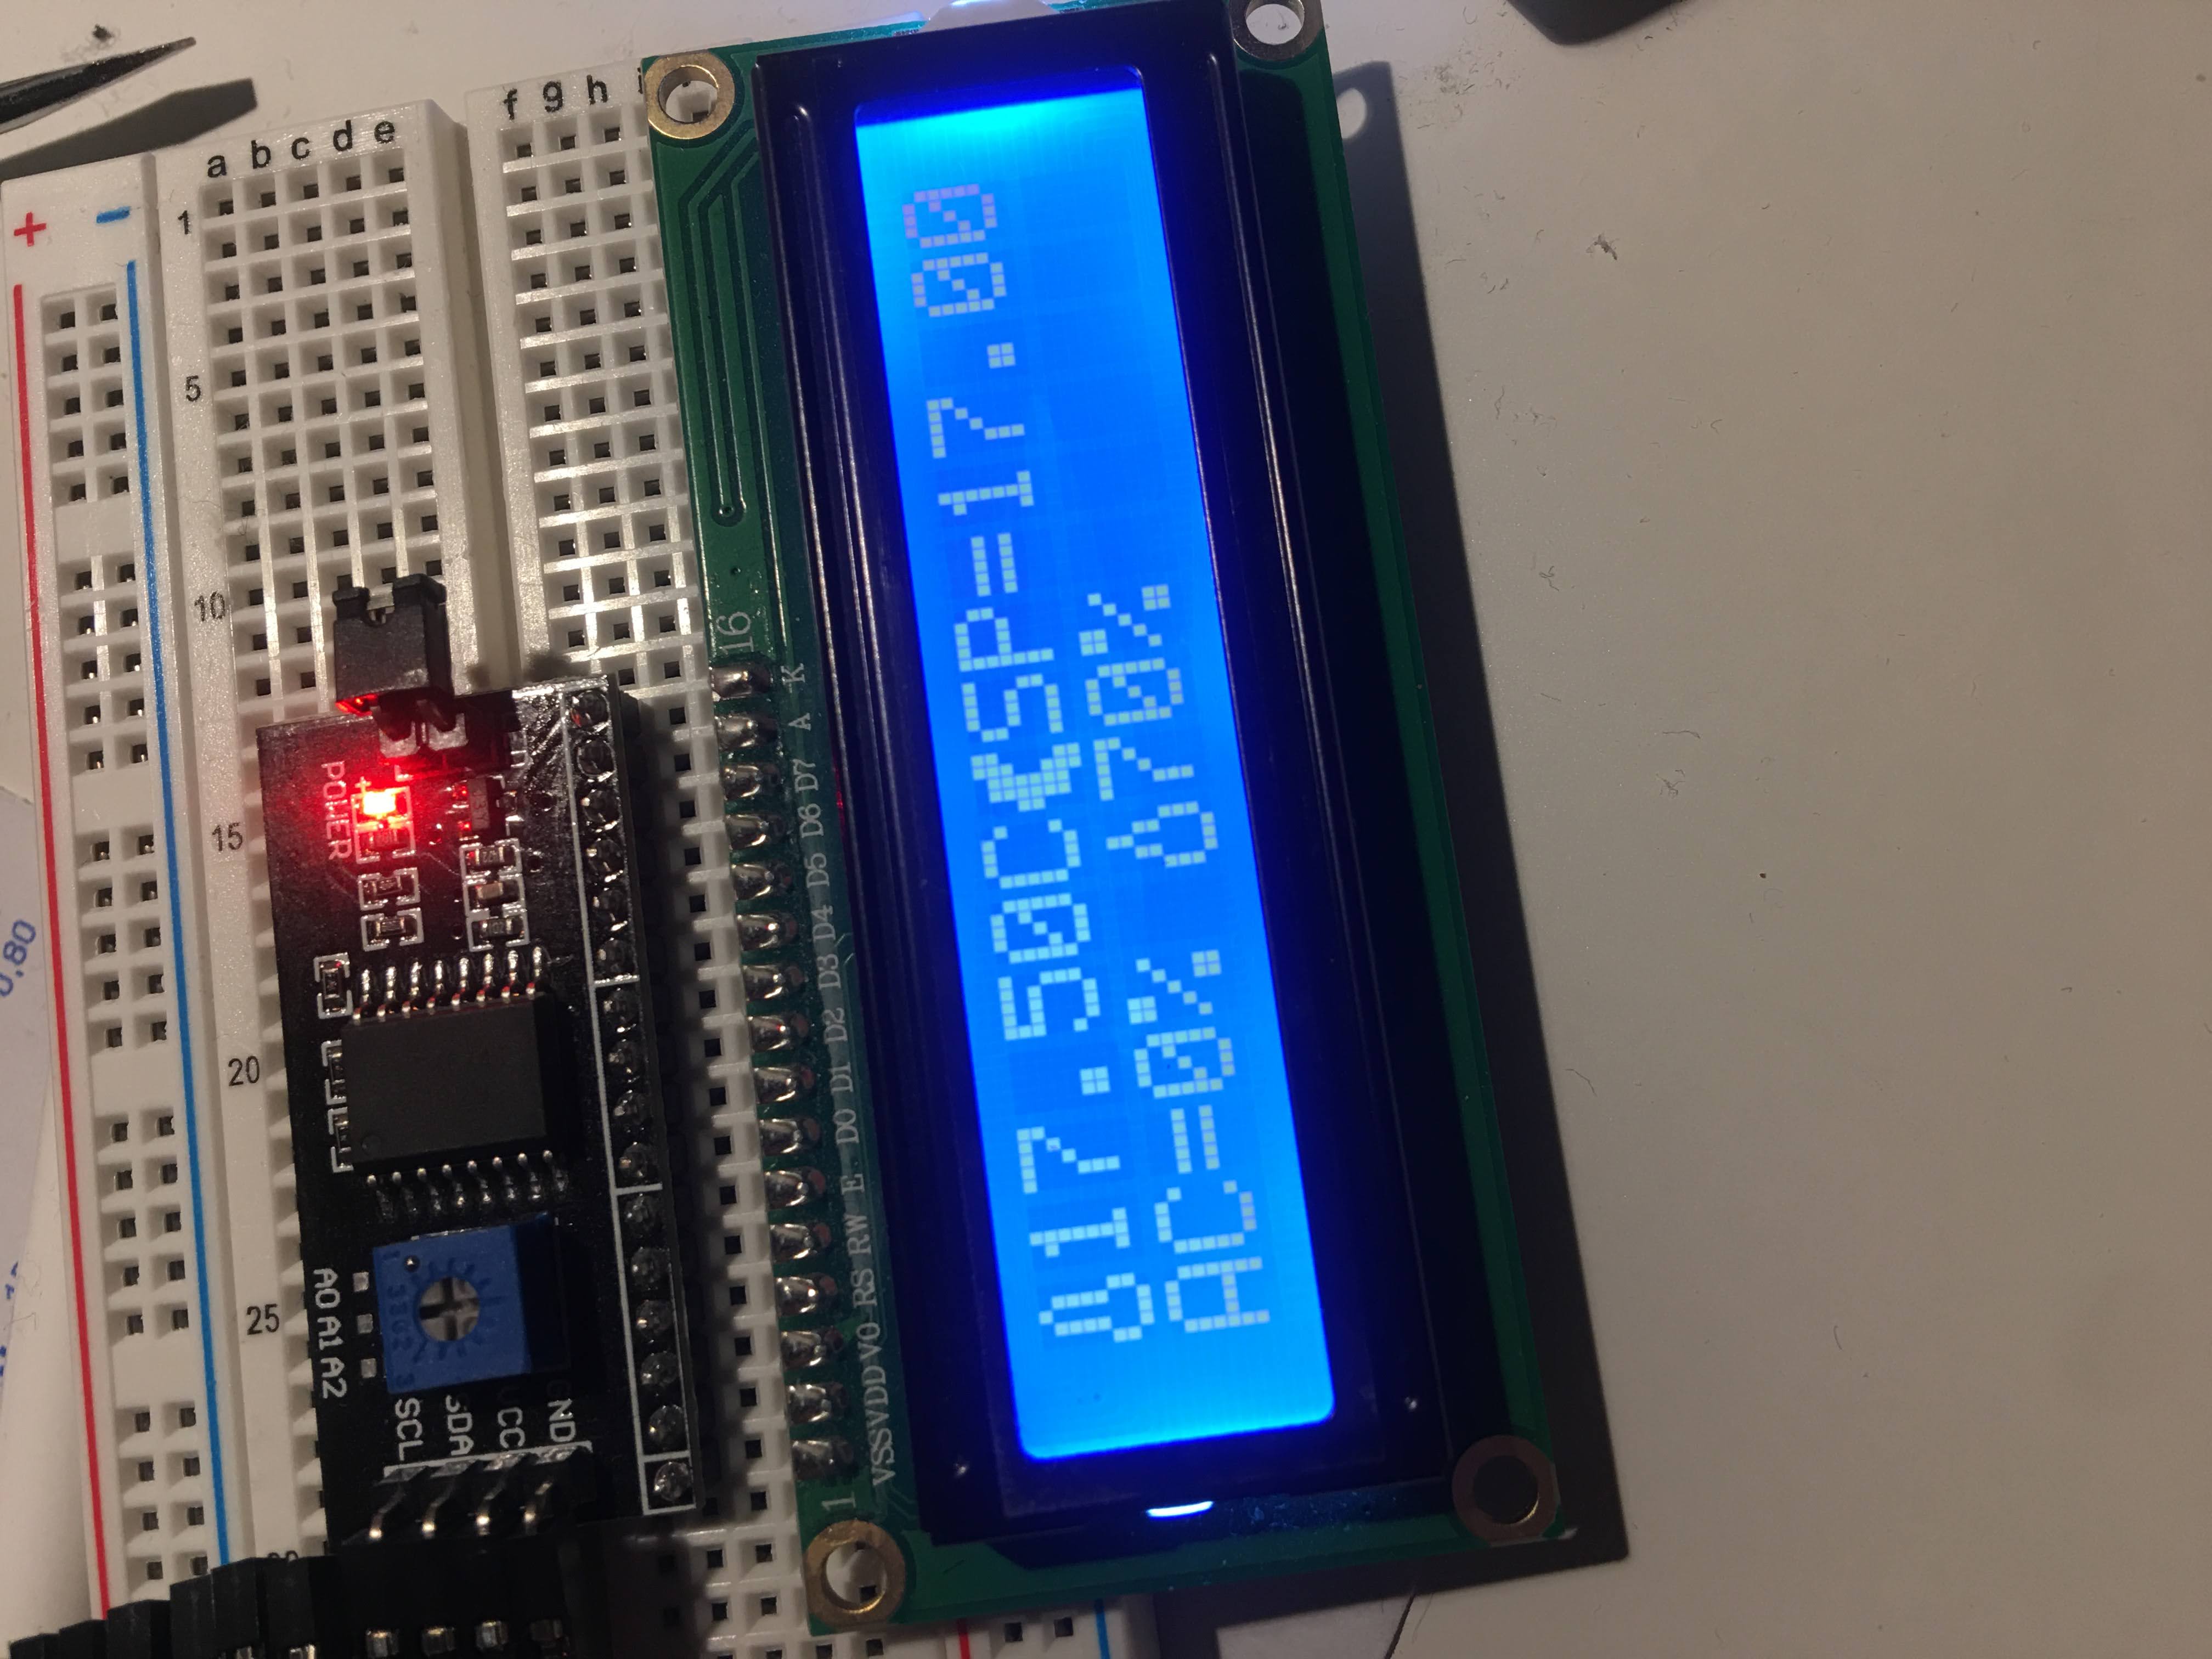 0.80
+
-
1
5
10
15
20
25
a
b
c
d
e
f
g
h
A0 A1 A2
POWER
SCL
SDA
VCC
GND
3362
1
16
VSS VDD V0 RS RW E D0 D1 D2 D3 D4 D5 D6 D7 A K
17.50C SP=17.00
AC=0% 70%